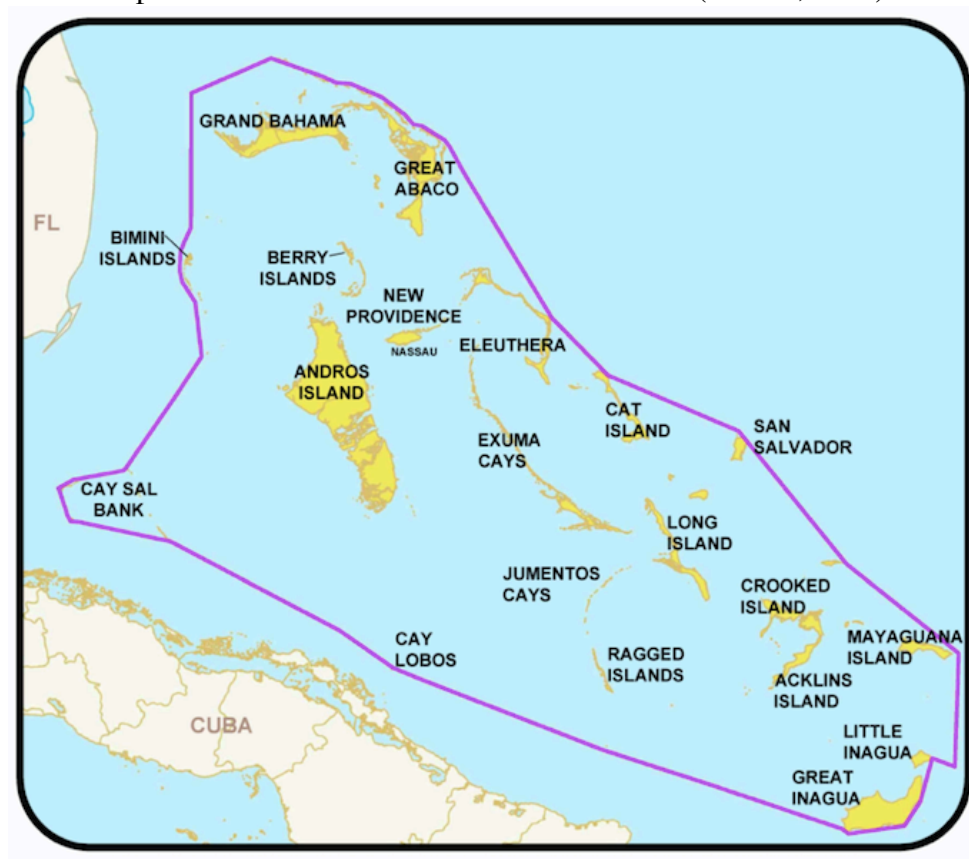 GRAND BAHAMA
GREAT
ABACO
FL
BIMINI
ISLANDS
BERRY
ISLANDS
NEW
PROVIDENCE
NASSAU
ELEUTHERA
ANDROS
ISLAND
CAT
ISLAND
SAN
SALVADOR
EXUMA
CAYS
CAY SAL
BANK
LONG
ISLAND
JUMENTOS
CAYS
CROOKED
ISLAND
CAY
LOBOS
MAYAGUANA
ISLAND
RAGGED
ISLANDS
ACKLINS
ISLAND
CUBA
LITTLE
INAGUA
GREAT
INAGUA